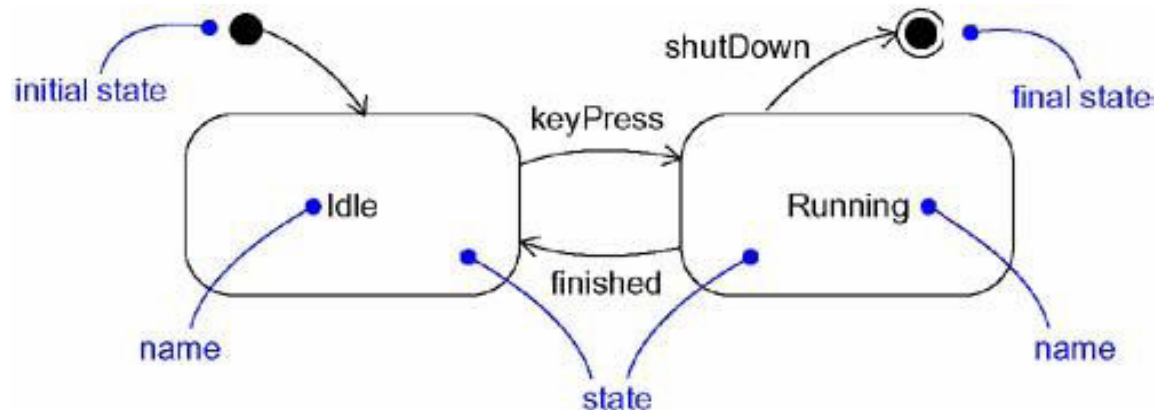 shutDown
initial state
final state
keyPress
Idle
Running
finished
name
name
state